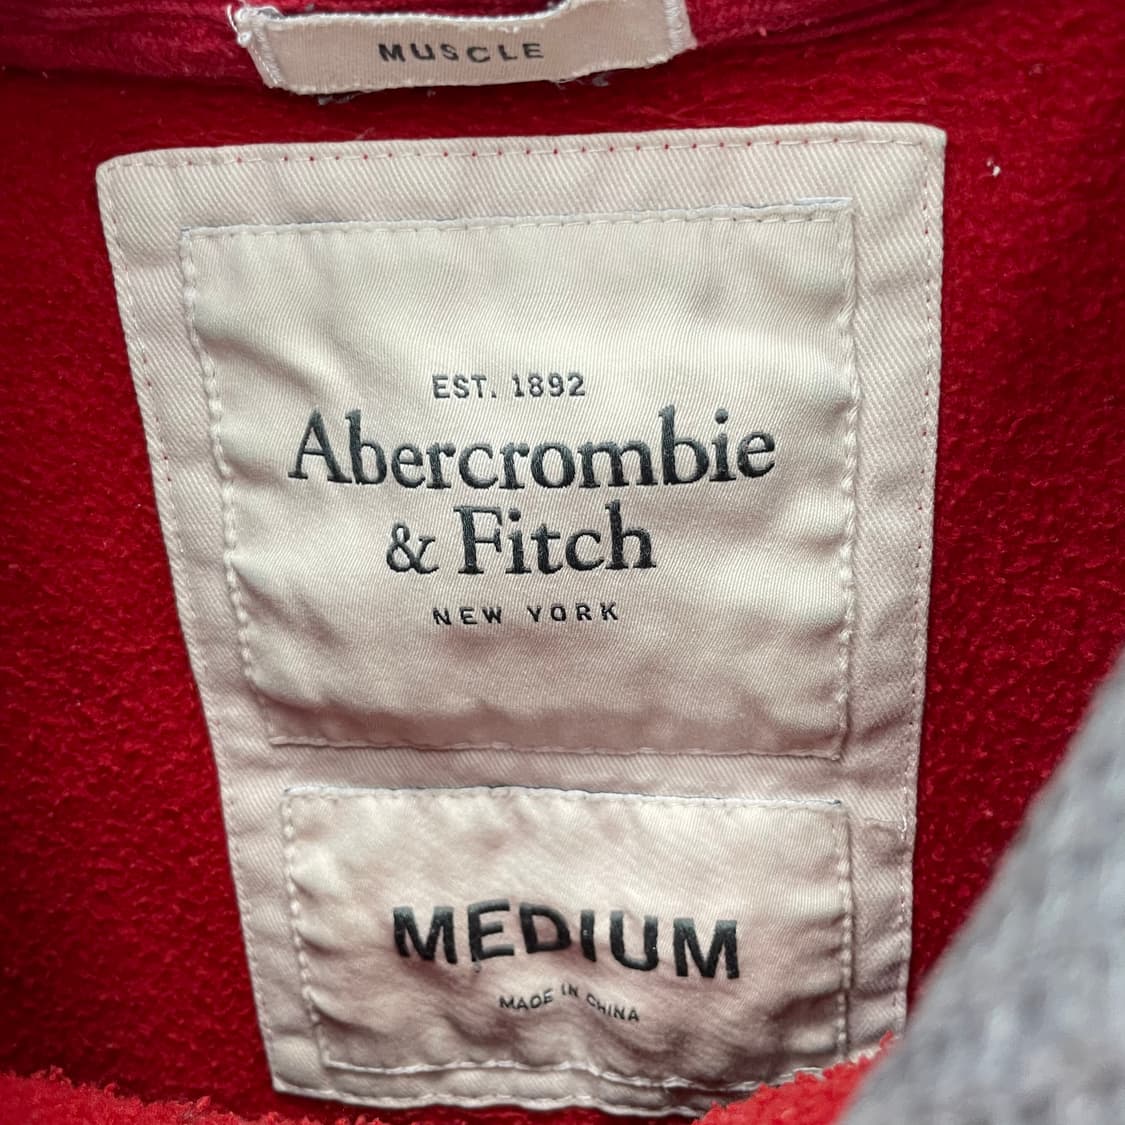 MUSCLE
EST. 1892
Abercrombie
& Fitch
NEW YORK
MEDIUM
MADE IN CHINA